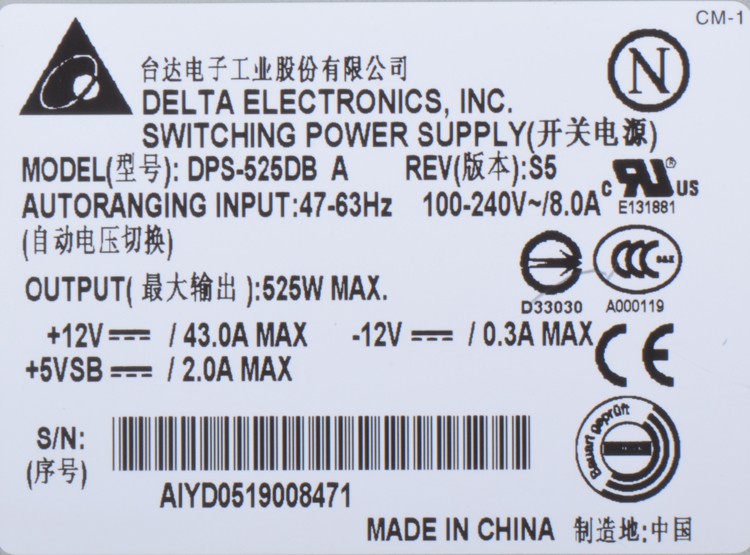 CM-1
台达电子工业股份有限公司
DELTA ELECTRONICS, INC.
SWITCHING POWER SUPPLY(开关电源)
MODEL(型号): DPS-525DB A REV(版本):S5
AUTORANGING INPUT:47-63Hz 100-240V~/8.0A
(自动电压切换)
OUTPUT( 最大输出 ):525W MAX.
+12V⎓ / 43.0A MAX -12V ⎓ / 0.3A MAX
+5VSB ⎓ / 2.0A MAX
N
c RU® US
E131881
D33030
CCC S&E
A000119
CE
Bauart geprüft
S/N:
(序号)
AIYD0519008471
MADE IN CHINA 制造地:中国